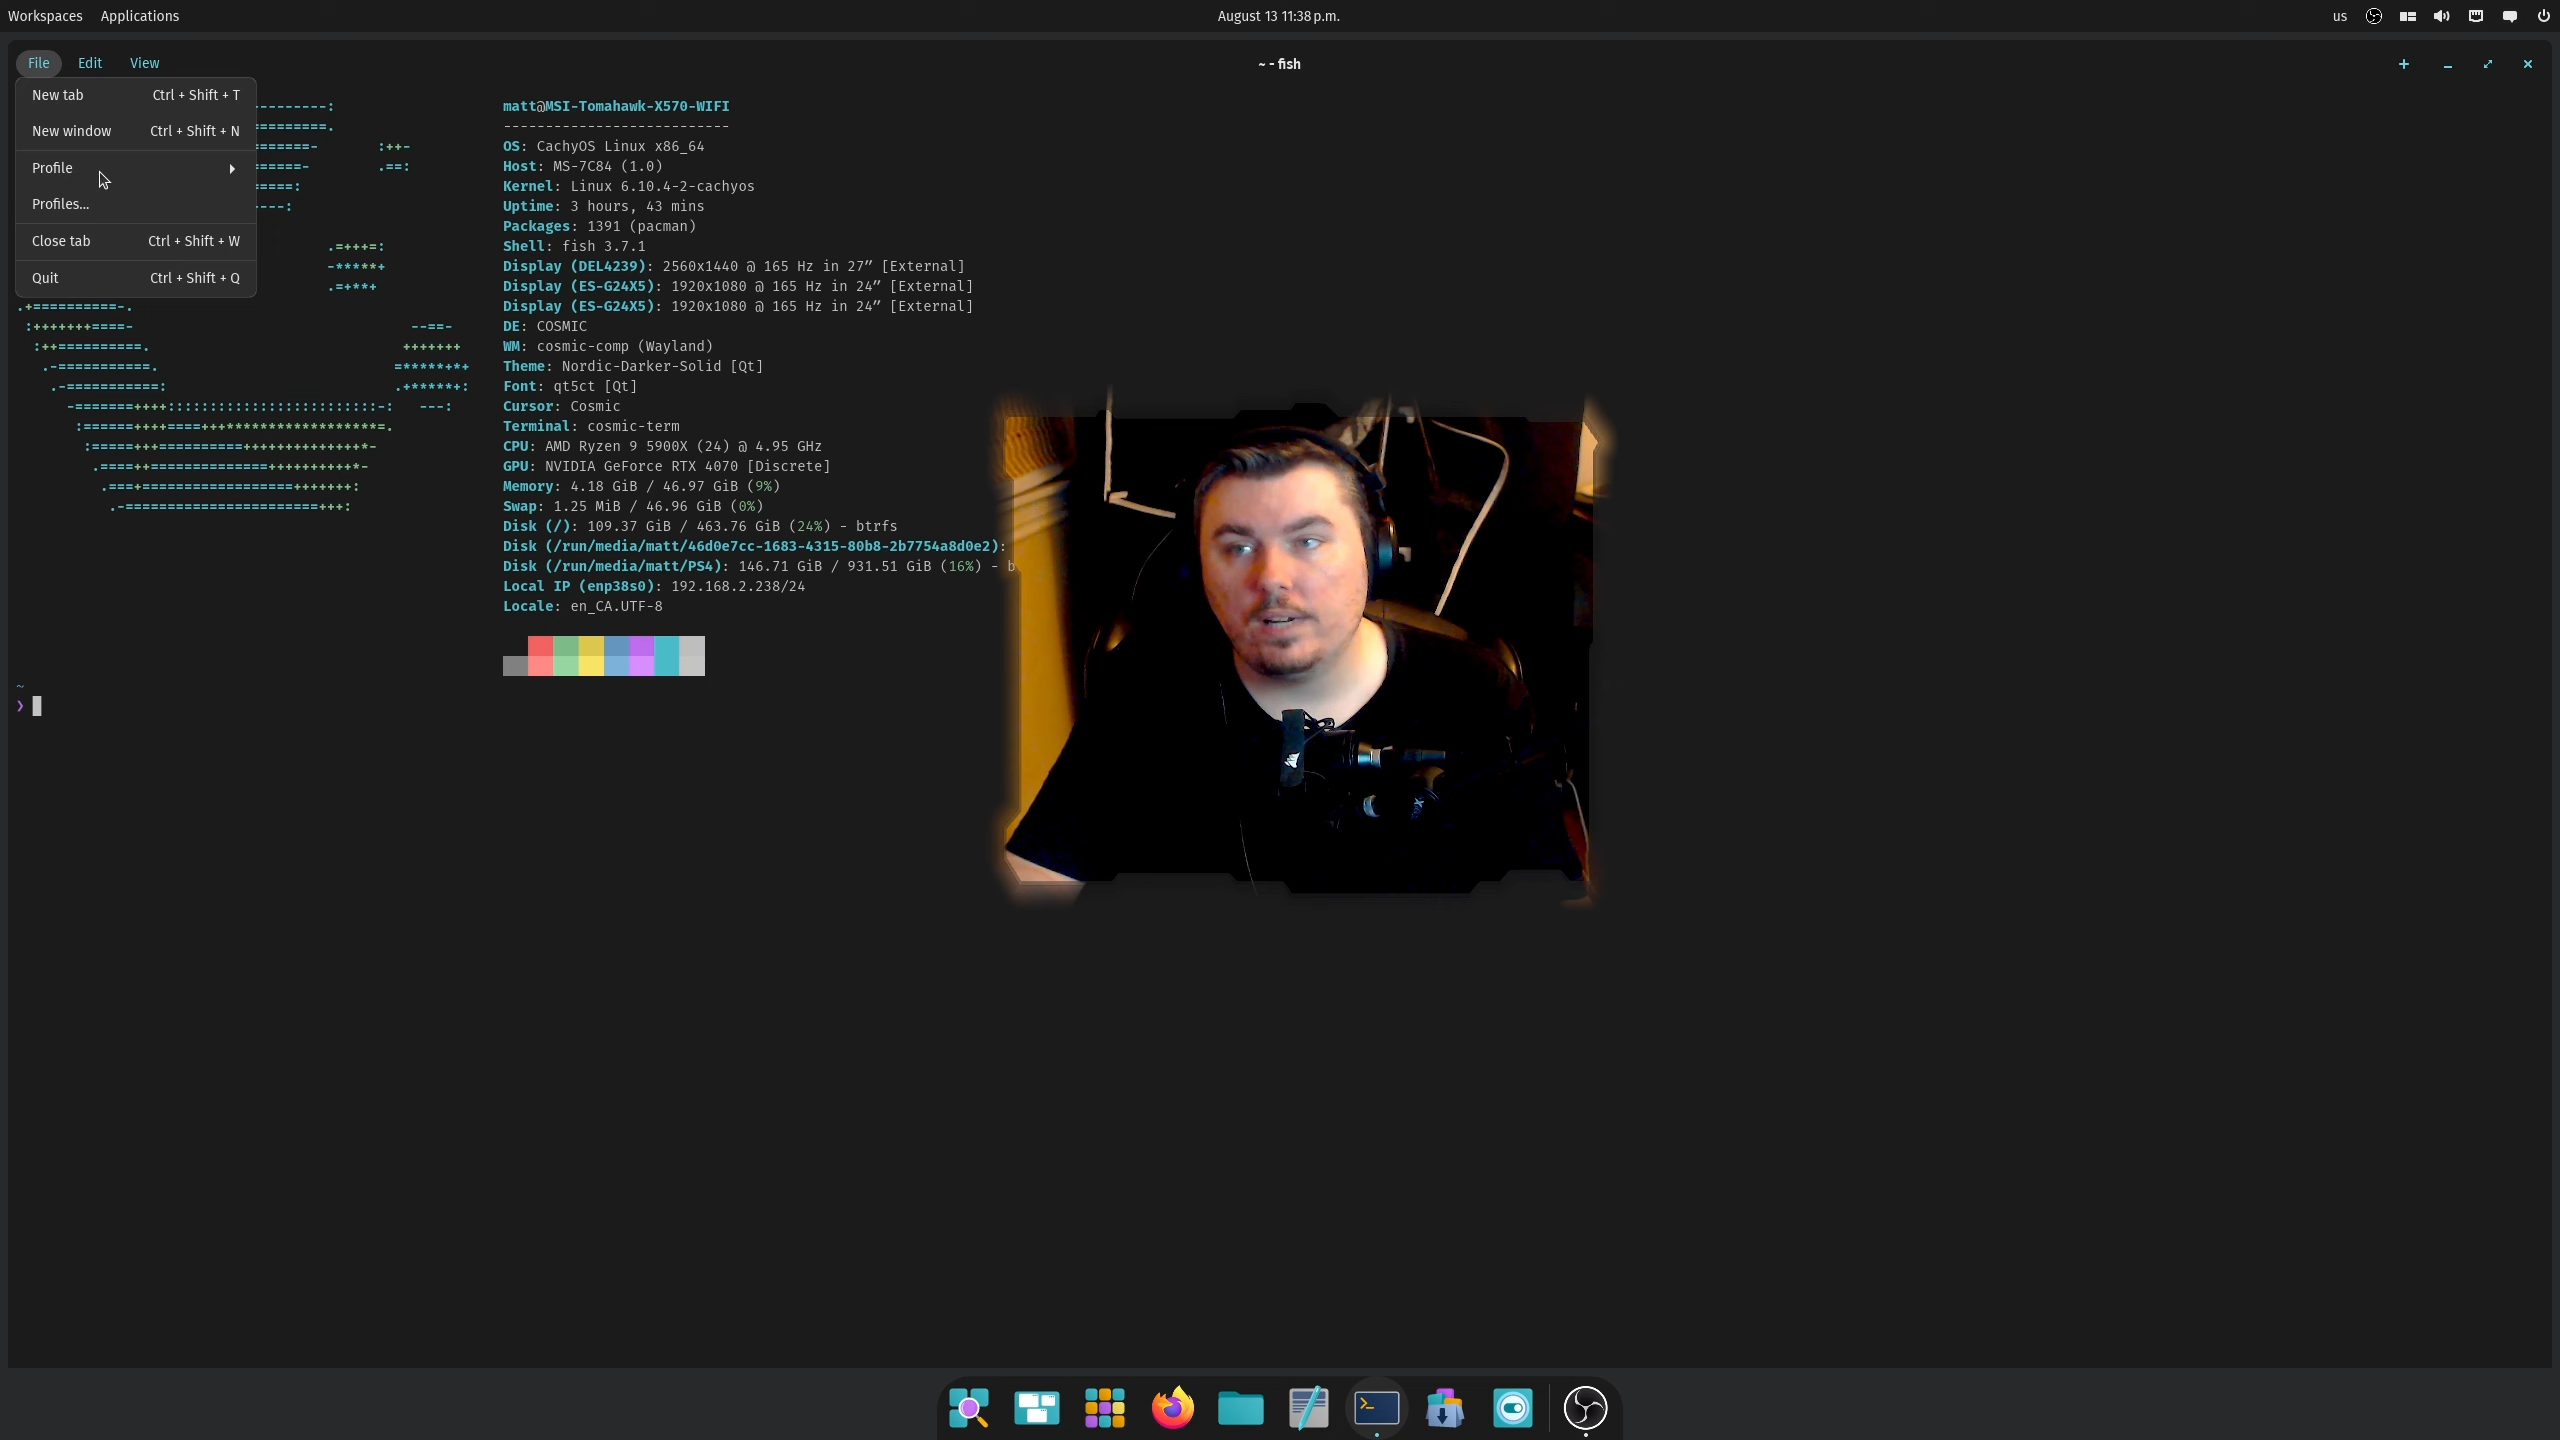 Workspaces Applications August 13 11:38 p.m. us
File Edit View ~ - fish
New tab Ctrl + Shift + T
New window Ctrl + Shift + N
Profile
Profiles...
Close tab Ctrl + Shift + W
Quit Ctrl + Shift + Q
matt@MSI-Tomahawk-X570-WIFI
---------------------------
OS: CachyOS Linux x86_64
Host: MS-7C84 (1.0)
Kernel: Linux 6.10.4-2-cachyos
Uptime: 3 hours, 43 mins
Packages: 1391 (pacman)
Shell: fish 3.7.1
Display (DEL4239): 2560x1440 @ 165 Hz in 27″ [External]
Display (ES-G24X5): 1920x1080 @ 165 Hz in 24″ [External]
Display (ES-G24X5): 1920x1080 @ 165 Hz in 24″ [External]
DE: COSMIC
WM: cosmic-comp (Wayland)
Theme: Nordic-Darker-Solid [Qt]
Font: qt5ct [Qt]
Cursor: Cosmic
Terminal: cosmic-term
CPU: AMD Ryzen 9 5900X (24) @ 4.95 GHz
GPU: NVIDIA GeForce RTX 4070 [Discrete]
Memory: 4.18 GiB / 46.97 GiB (9%)
Swap: 1.25 MiB / 46.96 GiB (0%)
Disk (/): 109.37 GiB / 463.76 GiB (24%) - btrfs
Disk (/run/media/matt/46d0e7cc-1683-4315-80b8-2b7754a8d0e2):
Disk (/run/media/matt/PS4): 146.71 GiB / 931.51 GiB (16%) - b
Local IP (enp38s0): 192.168.2.238/24
Locale: en_CA.UTF-8
~
❯